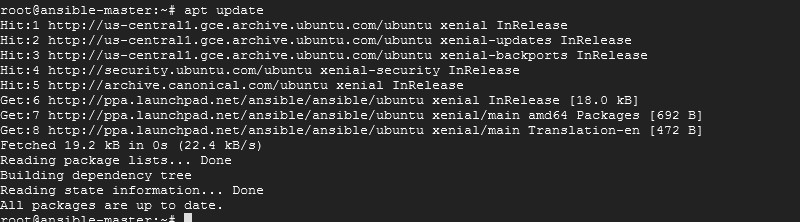 root@ansible-master:~# apt update
Hit:1 http://us-central1.gce.archive.ubuntu.com/ubuntu xenial InRelease
Hit:2 http://us-central1.gce.archive.ubuntu.com/ubuntu xenial-updates InRelease
Hit:3 http://us-central1.gce.archive.ubuntu.com/ubuntu xenial-backports InRelease
Hit:4 http://security.ubuntu.com/ubuntu xenial-security InRelease
Hit:5 http://archive.canonical.com/ubuntu xenial InRelease
Get:6 http://ppa.launchpad.net/ansible/ansible/ubuntu xenial InRelease [18.0 kB]
Get:7 http://ppa.launchpad.net/ansible/ansible/ubuntu xenial/main amd64 Packages [692 B]
Get:8 http://ppa.launchpad.net/ansible/ansible/ubuntu xenial/main Translation-en [472 B]
Fetched 19.2 kB in 0s (22.4 kB/s)
Reading package lists... Done
Building dependency tree
Reading state information... Done
All packages are up to date.
root@ansible-master:~#